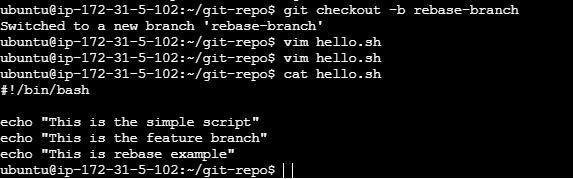 ubuntu@ip-172-31-5-102:~/git-repo$ git checkout -b rebase-branch
Switched to a new branch 'rebase-branch'
ubuntu@ip-172-31-5-102:~/git-repo$ vim hello.sh
ubuntu@ip-172-31-5-102:~/git-repo$ vim hello.sh
ubuntu@ip-172-31-5-102:~/git-repo$ cat hello.sh
#!/bin/bash
echo "This is the simple script"
echo "This is the feature branch"
echo "This is rebase example"
ubuntu@ip-172-31-5-102:~/git-repo$